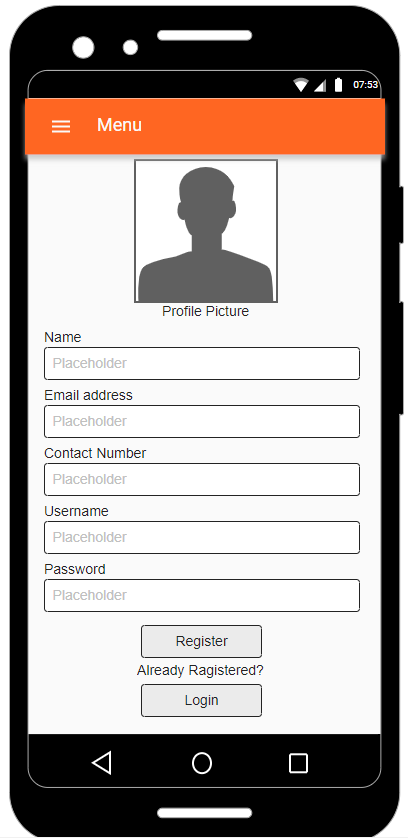 07:53
Menu
Profile Picture
Name
Placeholder
Email address
Placeholder
Contact Number
Placeholder
Username
Placeholder
Password
Placeholder
Register
Already Ragistered?
Login